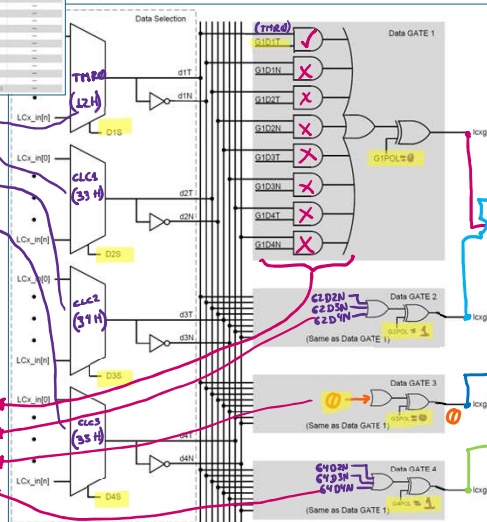 Data Selection
Data GATE 1
(TMR0)
G1D1T
G1D1N
G1D2T
G1D2N
G1D3T
G1D3N
G1D4T
G1D4N
G1POL = 0
lcxg
TMR0
(12H)
d1T
d1N
LCx_in[n]
D1S
LCx_in[0]
CLC1
(33H)
d2T
d2N
LCx_in[n]
D2S
LCx_in[0]
CLC2
(34H)
d3T
d3N
LCx_in[n]
D3S
LCx_in[0]
CLC3
(35H)
d4T
d4N
LCx_in[n]
D4S
Data GATE 2
G2D2N
G2D3N
G2D4N
G2POL = 1
(Same as Data GATE 1)
lcxg
Data GATE 3
0
G3POL = 0
(Same as Data GATE 1)
0
lcxg
Data GATE 4
G4D2N
G4D3N
G4D4N
G4POL = 1
(Same as Data GATE 1)
lcxg